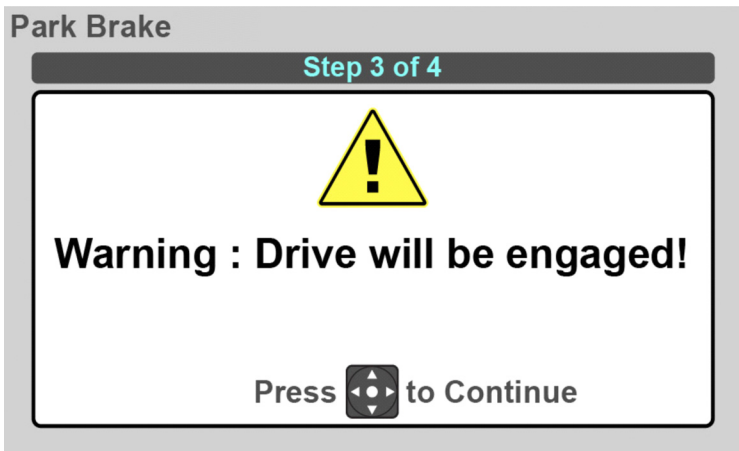 Park Brake
Step 3 of 4
!
Warning : Drive will be engaged!
Press to Continue